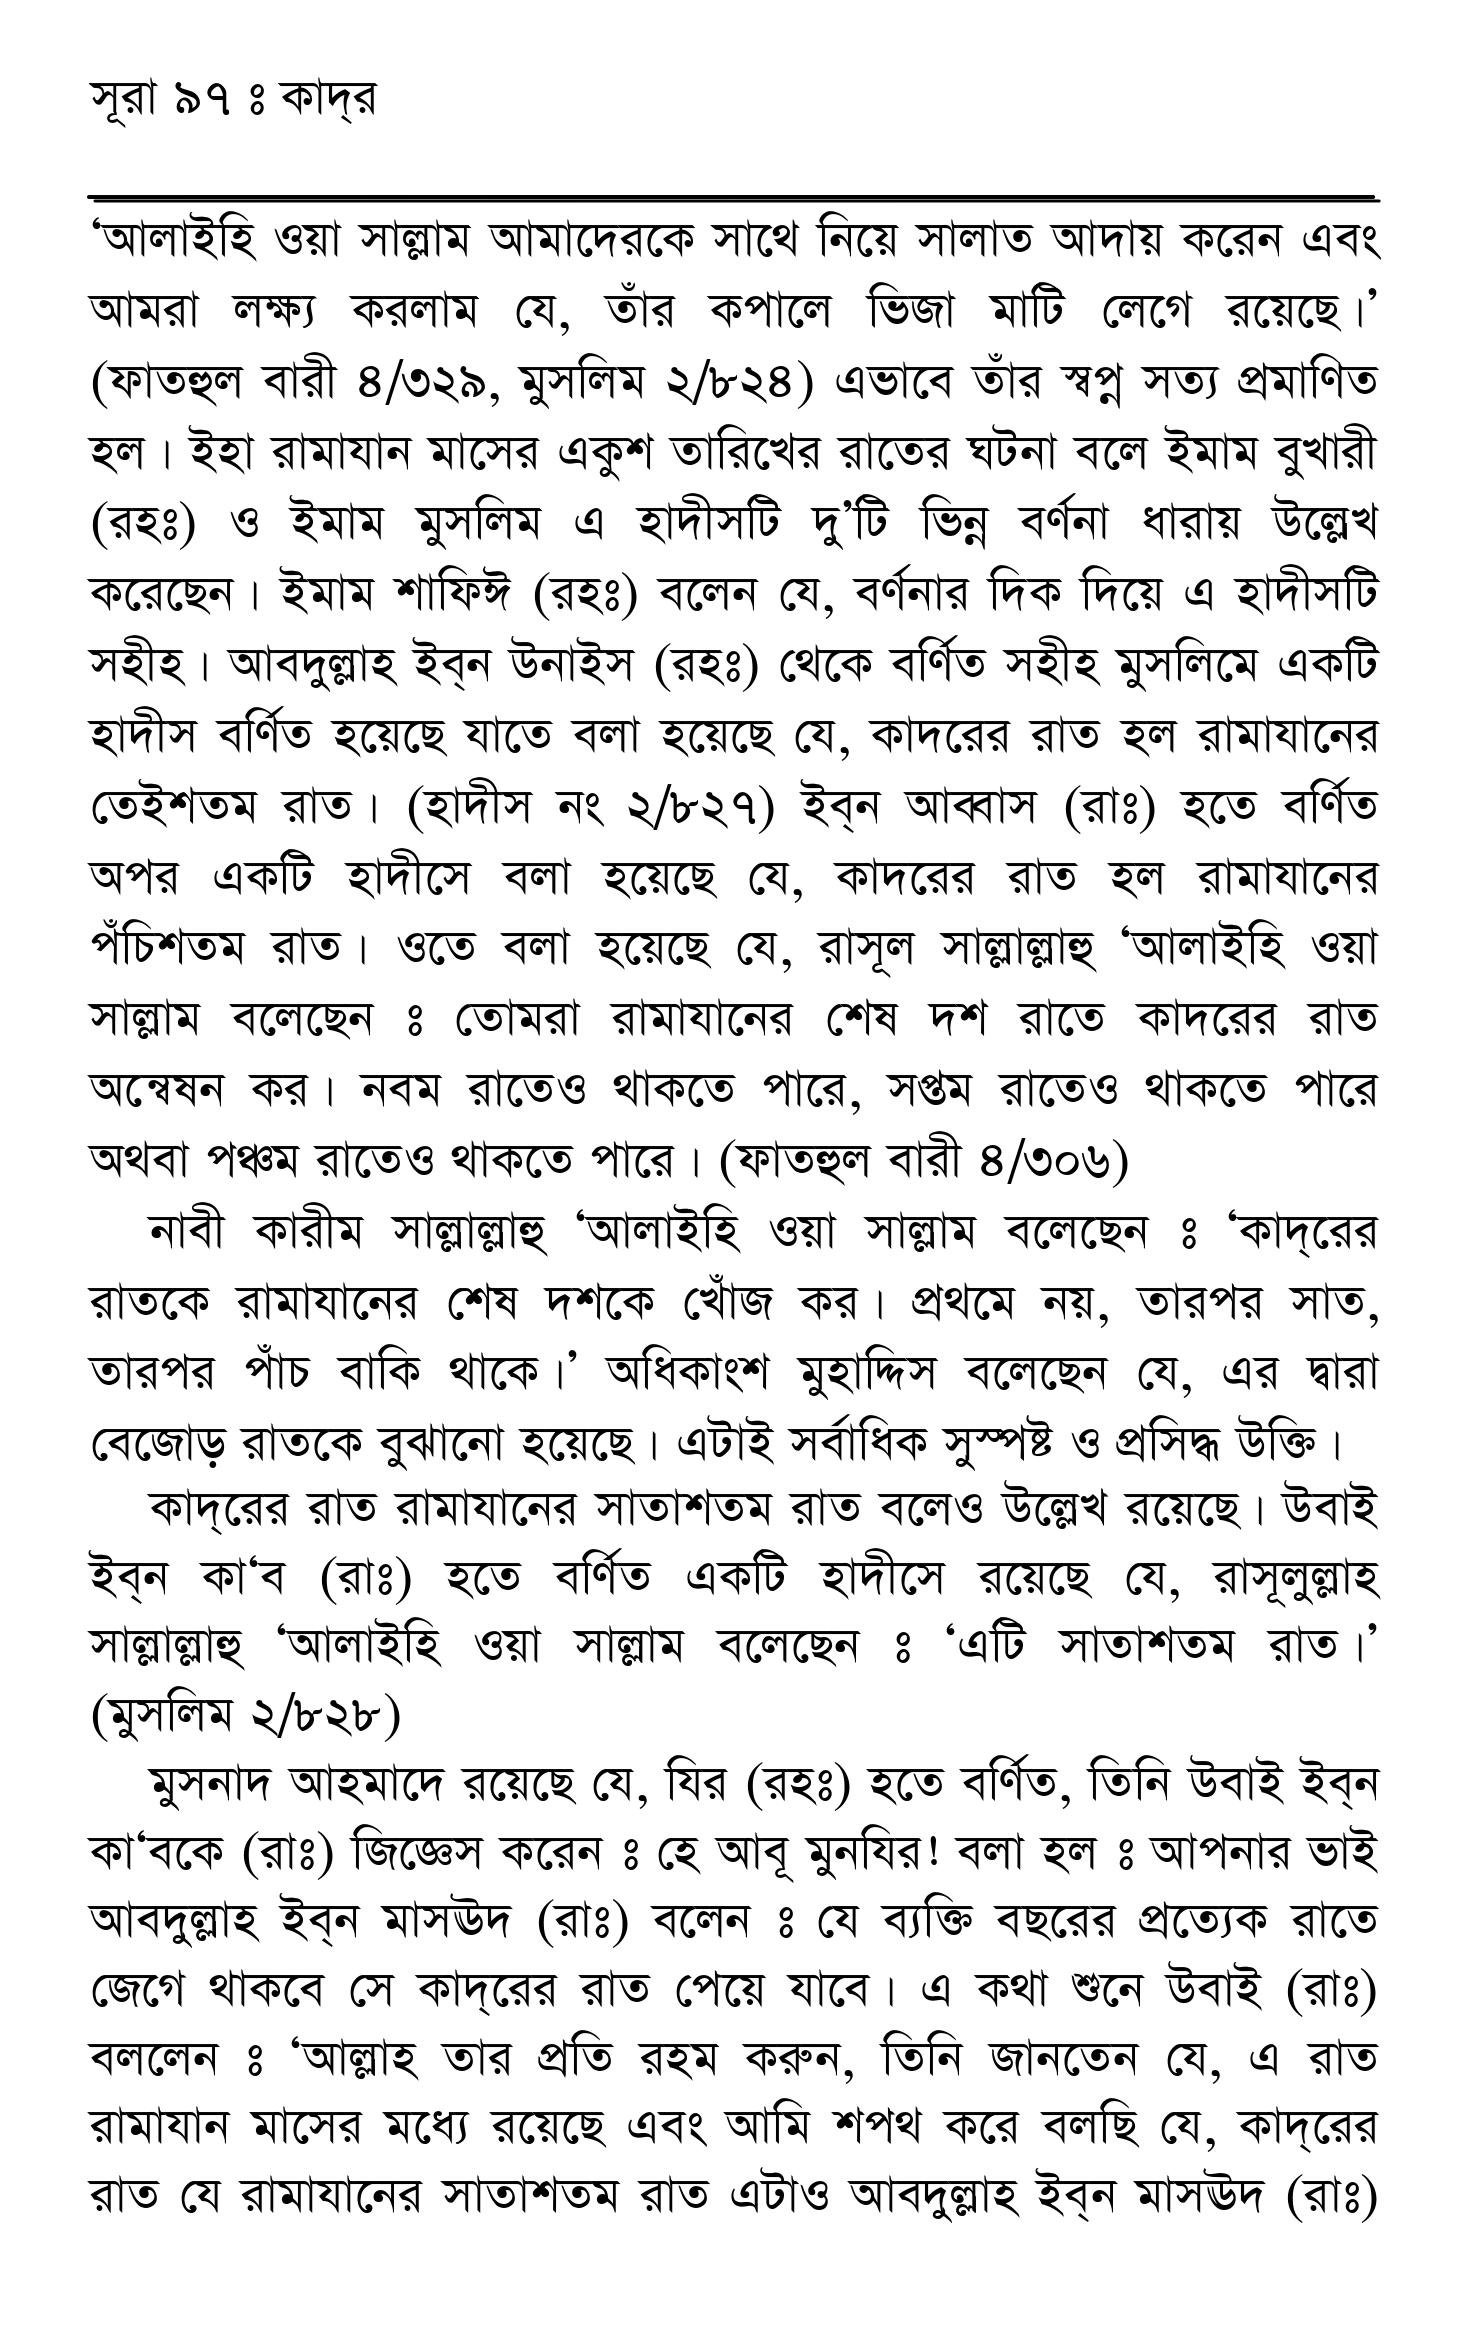 সূরা ৯৭ ঃ কাদ্‌র
‘আলাইহি ওয়া সাল্লাম আমাদেরকে সাথে নিয়ে সালাত আদায় করেন এবং
আমরা লক্ষ্য করলাম যে, তাঁর কপালে ভিজা মাটি লেগে রয়েছে।’
(ফাতহুল বারী ৪/৩২৯, মুসলিম ২/৮২৪) এভাবে তাঁর স্বপ্ন সত্য প্রমাণিত
হল। ইহা রামাযান মাসের একুশ তারিখের রাতের ঘটনা বলে ইমাম বুখারী
(রহঃ) ও ইমাম মুসলিম এ হাদীসটি দু’টি ভিন্ন বর্ণনা ধারায় উল্লেখ
করেছেন। ইমাম শাফিঈ (রহঃ) বলেন যে, বর্ণনার দিক দিয়ে এ হাদীসটি
সহীহ। আবদুল্লাহ ইব্‌ন উনাইস (রহঃ) থেকে বর্ণিত সহীহ মুসলিমে একটি
হাদীস বর্ণিত হয়েছে যাতে বলা হয়েছে যে, কাদরের রাত হল রামাযানের
তেইশতম রাত। (হাদীস নং ২/৮২৭) ইব্‌ন আব্বাস (রাঃ) হতে বর্ণিত
অপর একটি হাদীসে বলা হয়েছে যে, কাদরের রাত হল রামাযানের
পঁচিশতম রাত। ওতে বলা হয়েছে যে, রাসূল সাল্লাল্লাহু ‘আলাইহি ওয়া
সাল্লাম বলেছেন ঃ তোমরা রামাযানের শেষ দশ রাতে কাদরের রাত
অন্বেষন কর। নবম রাতেও থাকতে পারে, সপ্তম রাতেও থাকতে পারে
অথবা পঞ্চম রাতেও থাকতে পারে। (ফাতহুল বারী ৪/৩০৬)
নাবী কারীম সাল্লাল্লাহু ‘আলাইহি ওয়া সাল্লাম বলেছেন ঃ ‘কাদ্‌রের
রাতকে রামাযানের শেষ দশকে খোঁজ কর। প্রথমে নয়, তারপর সাত,
তারপর পাঁচ বাকি থাকে।’ অধিকাংশ মুহাদ্দিস বলেছেন যে, এর দ্বারা
বেজোড় রাতকে বুঝানো হয়েছে। এটাই সর্বাধিক সুস্পষ্ট ও প্রসিদ্ধ উক্তি।
কাদ্‌রের রাত রামাযানের সাতাশতম রাত বলেও উল্লেখ রয়েছে। উবাই
ইব্‌ন কা‘ব (রাঃ) হতে বর্ণিত একটি হাদীসে রয়েছে যে, রাসূলুল্লাহ
সাল্লাল্লাহু ‘আলাইহি ওয়া সাল্লাম বলেছেন ঃ ‘এটি সাতাশতম রাত।’
(মুসলিম ২/৮২৮)
মুসনাদ আহমাদে রয়েছে যে, যির (রহঃ) হতে বর্ণিত, তিনি উবাই ইব্‌ন
কা‘বকে (রাঃ) জিজ্ঞেস করেন ঃ হে আবূ মুনযির! বলা হল ঃ আপনার ভাই
আবদুল্লাহ ইব্‌ন মাসঊদ (রাঃ) বলেন ঃ যে ব্যক্তি বছরের প্রত্যেক রাতে
জেগে থাকবে সে কাদ্‌রের রাত পেয়ে যাবে। এ কথা শুনে উবাই (রাঃ)
বললেন ঃ ‘আল্লাহ তার প্রতি রহম করুন, তিনি জানতেন যে, এ রাত
রামাযান মাসের মধ্যে রয়েছে এবং আমি শপথ করে বলছি যে, কাদ্‌রের
রাত যে রামাযানের সাতাশতম রাত এটাও আবদুল্লাহ ইব্‌ন মাসঊদ (রাঃ)